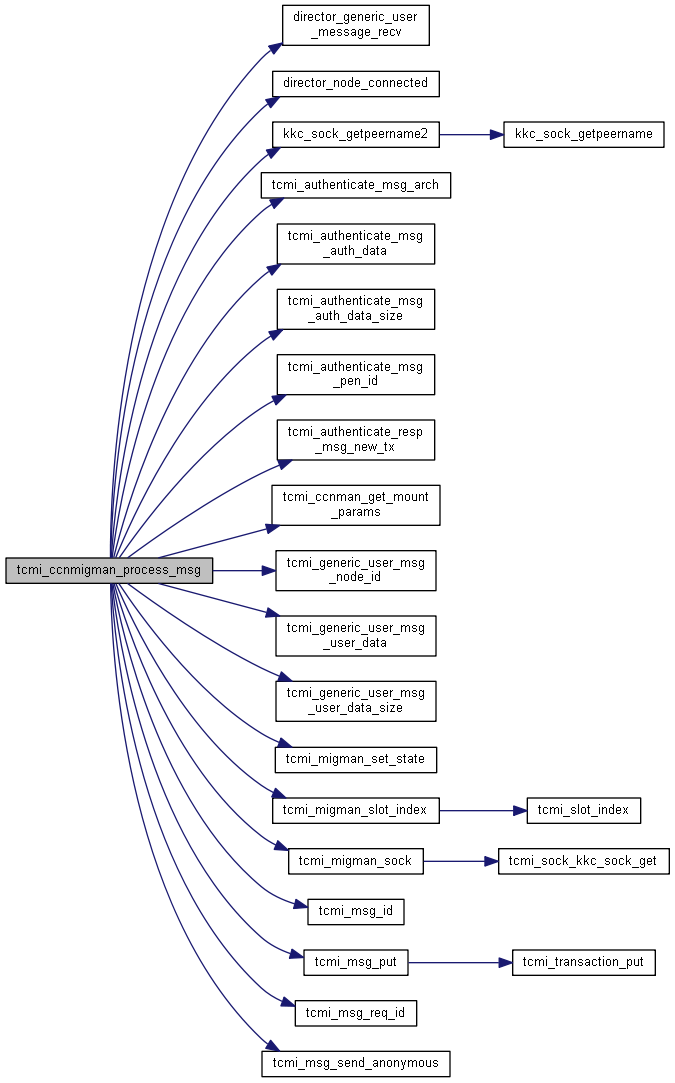 director_generic_user
_message_recv
director_node_connected
kkc_sock_getpeername2
kkc_sock_getpeername
tcmi_authenticate_msg_arch
tcmi_authenticate_msg
_auth_data
tcmi_authenticate_msg
_auth_data_size
tcmi_authenticate_msg
_pen_id
tcmi_authenticate_resp
_msg_new_tx
tcmi_ccnman_get_mount
_params
tcmi_ccnmigman_process_msg
tcmi_generic_user_msg
_node_id
tcmi_generic_user_msg
_user_data
tcmi_generic_user_msg
_user_data_size
tcmi_migman_set_state
tcmi_migman_slot_index
tcmi_slot_index
tcmi_migman_sock
tcmi_sock_kkc_sock_get
tcmi_msg_id
tcmi_msg_put
tcmi_transaction_put
tcmi_msg_req_id
tcmi_msg_send_anonymous